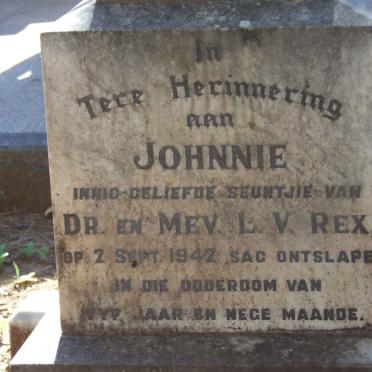 In
Tere Herinnering
aan
JOHNNIE
INNIG-GELIEFDE SEUNTJIE VAN
DR. EN MEV. L. V. REX.
OP 2 SEPT. 1942 SAG ONTSLAPE
IN DIE OUDERDOM VAN
VYF JAAR EN NEGE MAANDE.